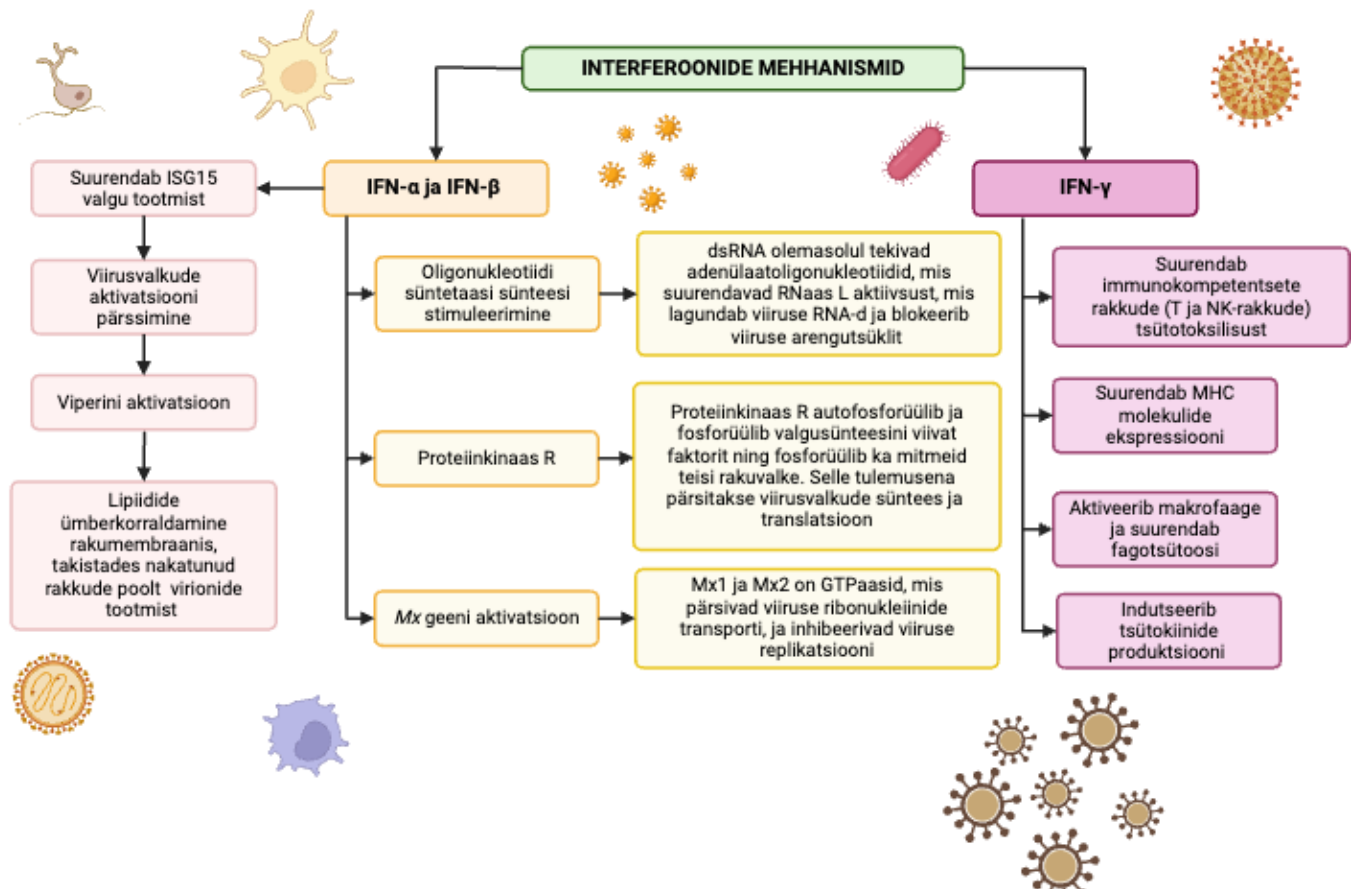 INTERFEROONIDE MEHHANISMID
IFN-α ja IFN-β
IFN-γ
Suurendab ISG15
valgu tootmist
Viirusvalkude
aktivatsiooni
pärssimine
Viperini aktivatsioon
Lipiidide
ümberkorraldamine
rakumembraanis,
takistades nakatunud
rakkude poolt virionide
tootmist
Oligonukleotiidi
süntetaasi sünteesi
stimuleerimine
dsRNA olemasolul tekivad
adenülaatoligonukleotiidid, mis
suurendavad RNaas L aktiivsust, mis
lagundab viiruse RNA-d ja blokeerib
viiruse arengutsüklit
Proteiinkinaas R
Proteiinkinaas R autofosforüülib ja
fosforüülib valgusünteesini viivat
faktorit ning fosforüülib ka mitmeid
teisi rakuvalke. Selle tulemusena
pärsitakse viirusvalkude süntees ja
translatsioon
Mx geeni aktivatsioon
Mx1 ja Mx2 on GTPaasid, mis
pärsivad viiruse ribonukleiinide
transporti, ja inhibeerivad viiruse
replikatsiooni
Suurendab
immunokompetentsete
rakkude (T ja NK-rakkude)
tsütotoksilisust
Suurendab MHC
molekulide
ekspressiooni
Aktiveerib makrofaage
ja suurendab
fagotsütoosi
Indutseerib
tsütokiinide
produktsiooni